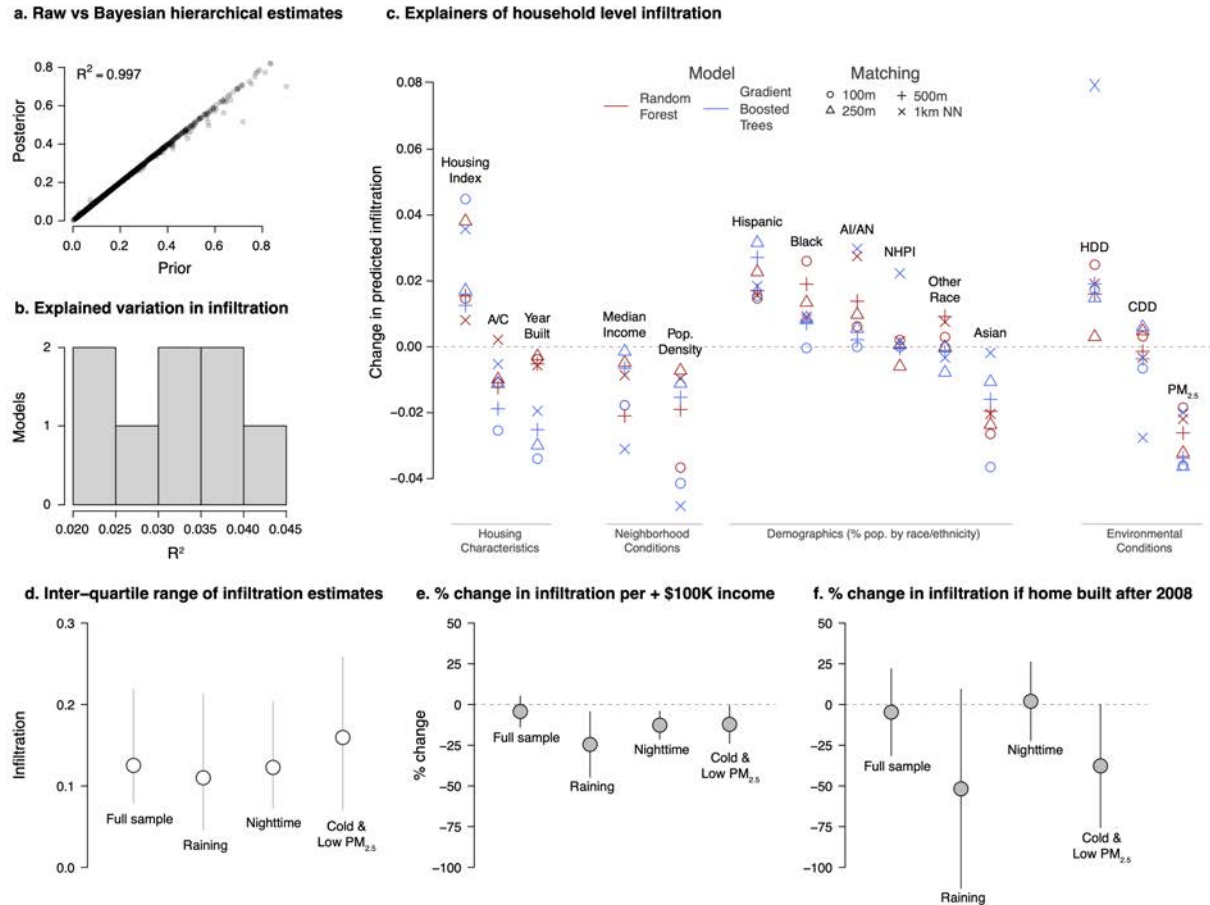 a. Raw vs Bayesian hierarchical estimates
R² = 0.997
Posterior
0.8
0.6
0.4
0.2
0.0
0.0 0.2 0.4 0.6 0.8
Prior
b. Explained variation in infiltration
Models
2
1
0
0.020 0.025 0.030 0.035 0.040 0.045
R²
c. Explainers of household level infiltration
Model
Random
Forest
Gradient
Boosted
Trees
Matching
100m
500m
250m
1km NN
Change in predicted infiltration
0.08
0.06
0.04
0.02
0.00
−0.02
−0.04
Housing
Index
A/C
Year
Built
Median
Income
Pop.
Density
Hispanic
Black
AI/AN
NHPI
Other
Race
Asian
HDD
CDD
PM2.5
Housing
Characteristics
Neighborhood
Conditions
Demographics (% pop. by race/ethnicity)
Environmental
Conditions
d. Inter−quartile range of infiltration estimates
Infiltration
0.3
0.2
0.1
0.0
Full sample
Raining
Nighttime
Cold &
Low PM2.5
e. % change in infiltration per + $100K income
% change
50
25
0
−25
−50
−75
−100
Full sample
Raining
Nighttime
Cold &
Low PM2.5
f. % change in infiltration if home built after 2008
50
25
0
−25
−50
−75
−100
Full sample
Raining
Nighttime
Cold &
Low PM2.5